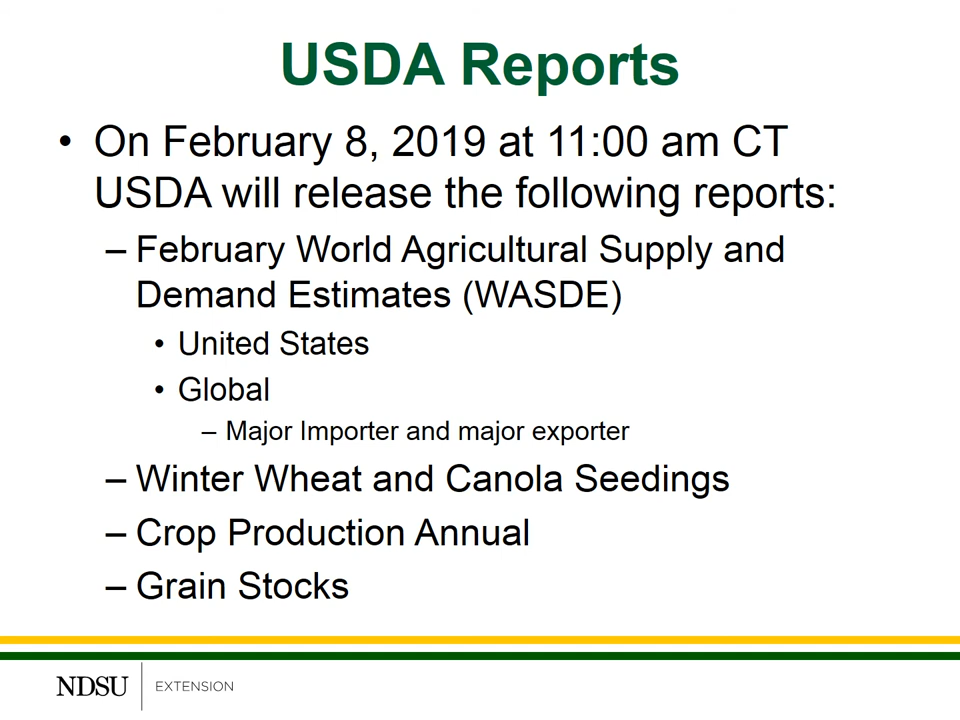 USDA Reports
• On February 8, 2019 at 11:00 am CT
USDA will release the following reports:
– February World Agricultural Supply and
Demand Estimates (WASDE)
• United States
• Global
– Major Importer and major exporter
– Winter Wheat and Canola Seedings
– Crop Production Annual
– Grain Stocks
NDSU EXTENSION